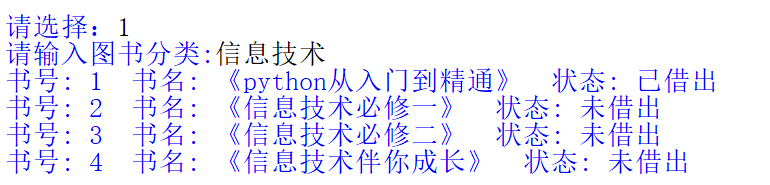 请选择：1
请输入图书分类:信息技术
书号: 1  书名: 《python从入门到精通》  状态: 已借出
书号: 2  书名: 《信息技术必修一》  状态: 未借出
书号: 3  书名: 《信息技术必修二》  状态: 未借出
书号: 4  书名: 《信息技术伴你成长》  状态: 未借出